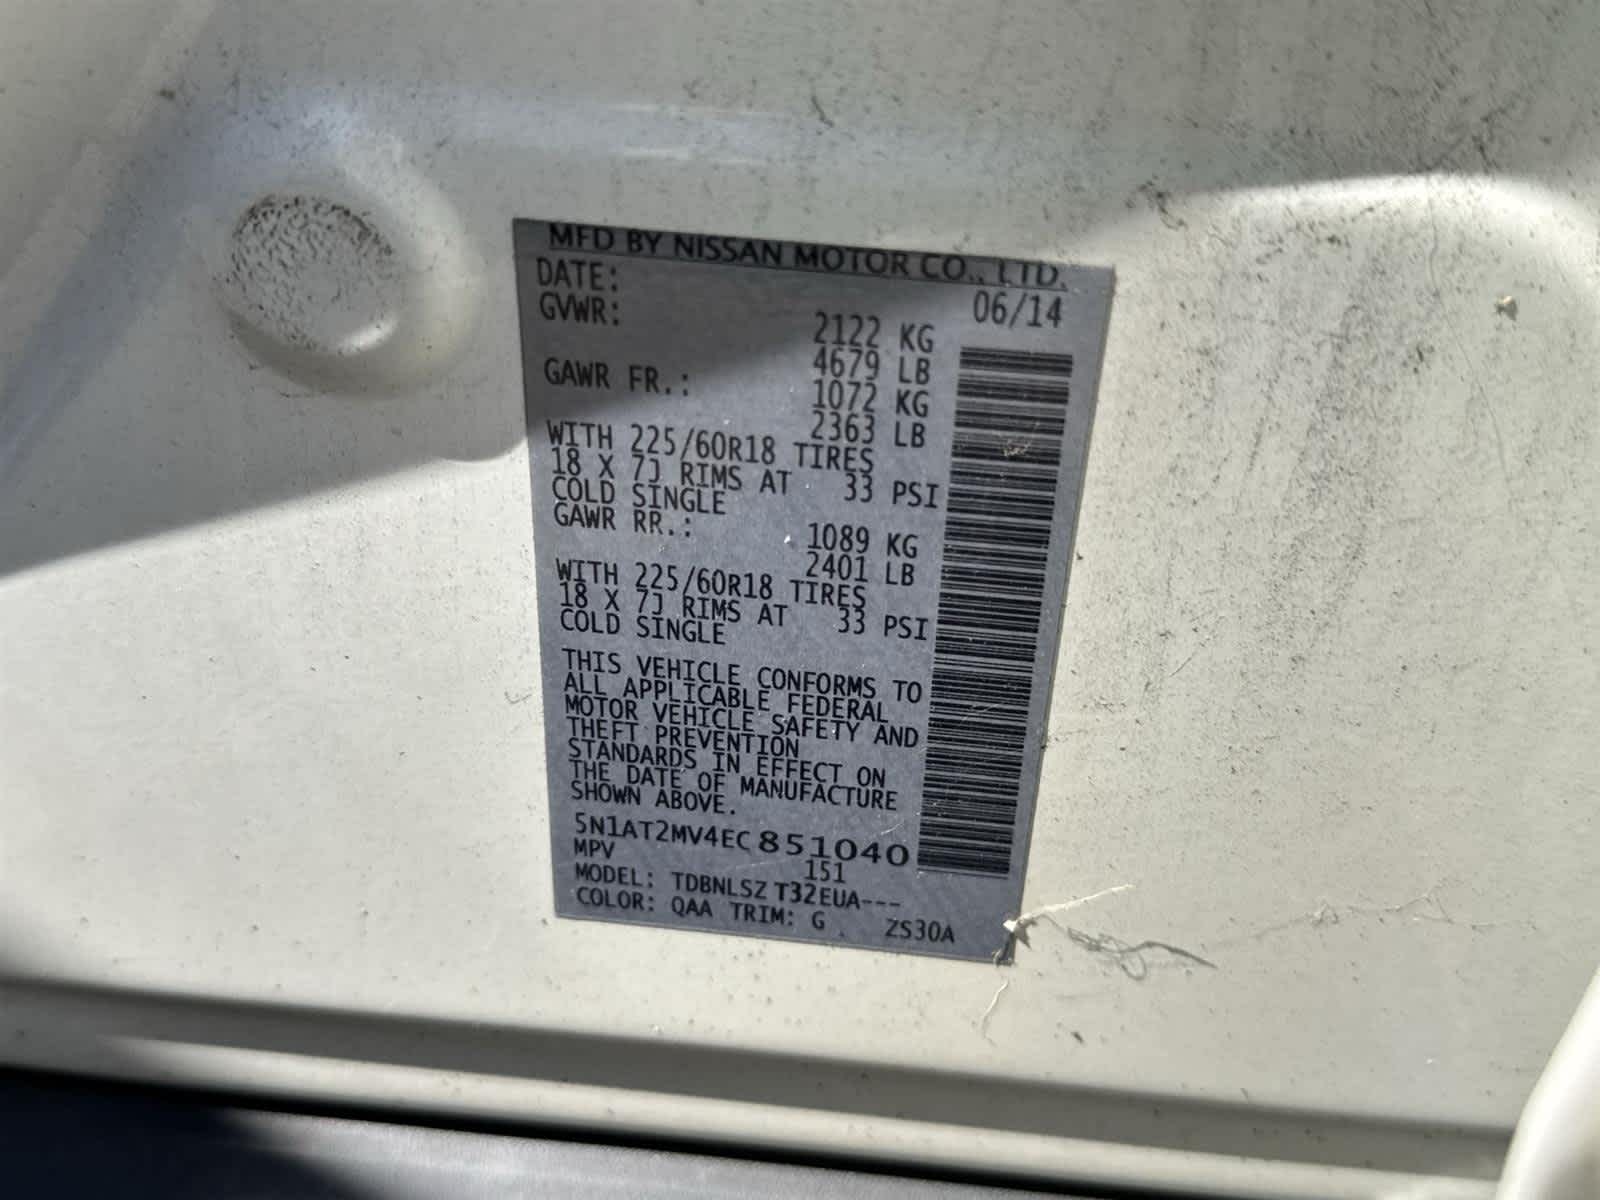 MFD BY NISSAN MOTOR CO., LTD.
DATE: 06/14
GVWR: 2122 KG
4679 LB
GAWR FR.: 1072 KG
2363 LB
WITH 225/60R18 TIRES
18 X 7J RIMS AT 33 PSI
COLD SINGLE
GAWR RR.: 1089 KG
2401 LB
WITH 225/60R18 TIRES
18 X 7J RIMS AT 33 PSI
COLD SINGLE
THIS VEHICLE CONFORMS TO
ALL APPLICABLE FEDERAL
MOTOR VEHICLE SAFETY AND
THEFT PREVENTION
STANDARDS IN EFFECT ON
THE DATE OF MANUFACTURE
SHOWN ABOVE.
5N1AT2MV4EC851040
MPV 151
MODEL: TDBNLSZ T32EUA---
COLOR: QAA TRIM: G ZS30A